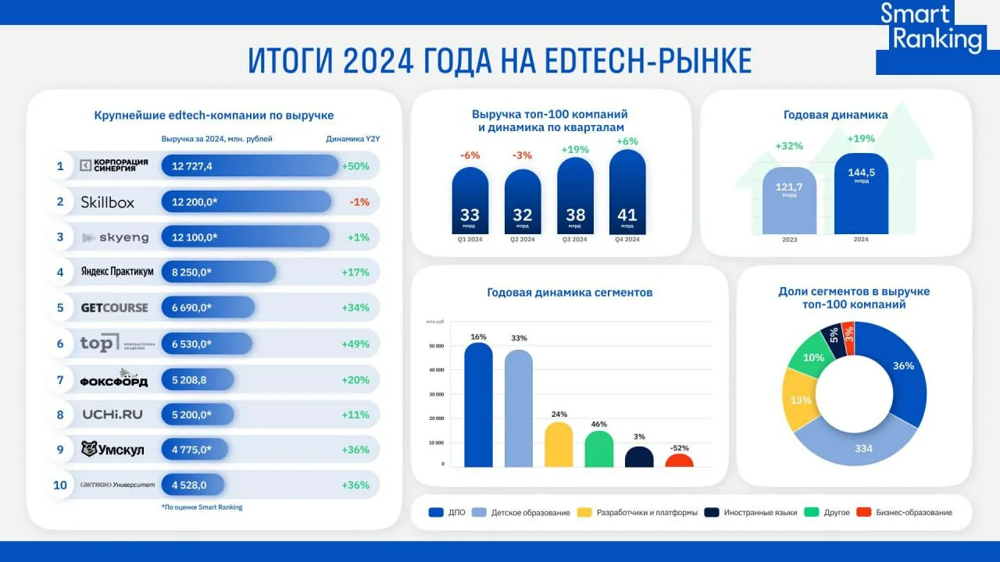 Smart
Ranking
ИТОГИ 2024 ГОДА НА EDTECH-РЫНКЕ
Крупнейшие edtech-компании по выручке
Выручка за 2024, млн. рублей Динамика Y2Y
1 КОРПОРАЦИЯ СИНЕРГИЯ 12 727,4 +50%
2 Skillbox 12 200,0* -1%
3 skyeng 12 100,0* +1%
4 Яндекс Практикум 8 250,0* +17%
5 GETCOURSE 6 690,0* +34%
6 top КОМПЬЮТЕРНАЯ АКАДЕМИЯ 6 530,0* +49%
7 ФОКСФОРД 5 208,8 +20%
8 UCHi.RU 5 200,0* +11%
9 Умскул 4 775,0* +36%
10 ‹актион› Университет 4 528,0 +36%
*По оценке Smart Ranking
Выручка топ-100 компаний
и динамика по кварталам
-6% -3% +19% +6%
33 32 38 41
млрд млрд млрд млрд
Q1 2024 Q2 2024 Q3 2024 Q4 2024
Годовая динамика
+32% +19%
121,7 144,5
млрд млрд
2023 2024
Годовая динамика сегментов
млн руб
50 000
40 000
30 000
20 000
10 000
0
16% 33% 24% 46% 3% -52%
Доли сегментов в выручке
топ-100 компаний
36%
334
13%
10%
5%
3%
ДПО Детское образование Разработчики и платформы Иностранные языки Другое Бизнес-образование